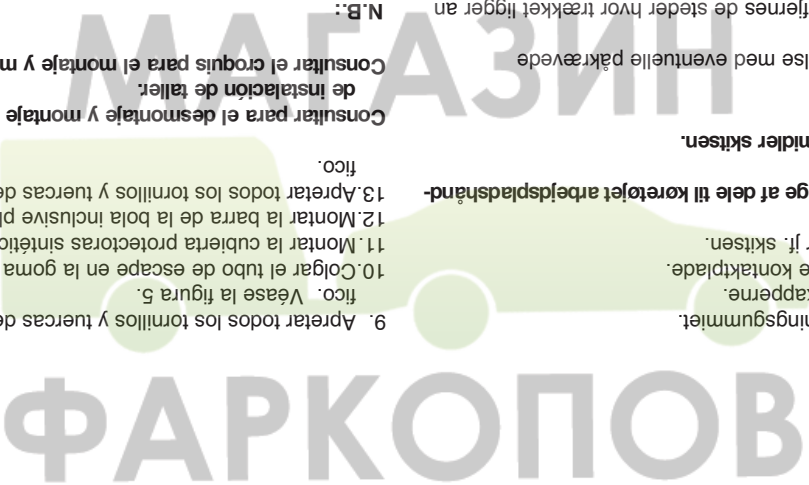 МАГАЗИН
ФАРКОПОВ
ningsgummiet.
kapperne.
e kontaktplade.
r jf. skitsen.
ge af dele til køretøjet arbejdspladshånd-
midler skitsen.
lse med eventuelle påkrævede
fjernes de steder hvor trækket ligger an
9. Apretar todos los tornillos y tuercas de
fico. Véase la figura 5.
10.Colgar el tubo de escape en la goma
11.Montar la cubierta protectoras sintétic
12.Montar la barra de la bola inclusive pl
13.Apretar todos los tornillos y tuercas de
fico.
Consultar para el desmontaje y montaje
de instalación de taller.
Consultar el croquis para el montaje y m
N.B.: